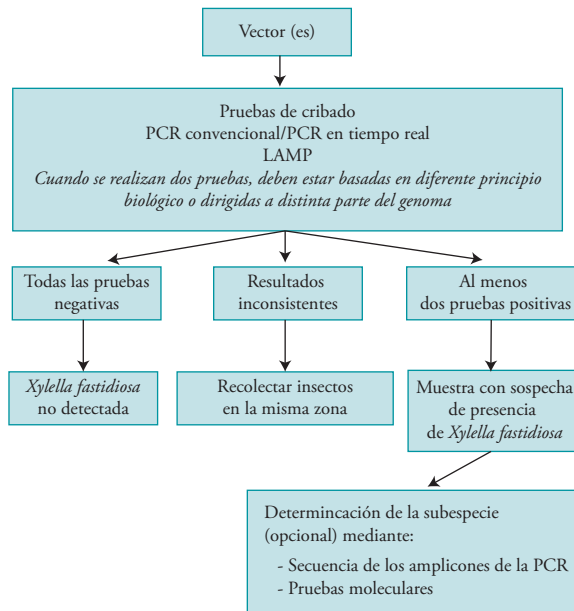 Vector (es)
Pruebas de cribado
PCR convencional/PCR en tiempo real
LAMP
Cuando se realizan dos pruebas, deben estar basadas en diferente principio
biológico o dirigidas a distinta parte del genoma
Todas las pruebas
negativas
Resultados
inconsistentes
Al menos
dos pruebas positivas
Xylella fastidiosa
no detectada
Recolectar insectos
en la misma zona
Muestra con sospecha
de presencia
de Xylella fastidiosa
Determincación de la subespecie
(opcional) mediante:
- Secuencia de los amplicones de la PCR
- Pruebas moleculares